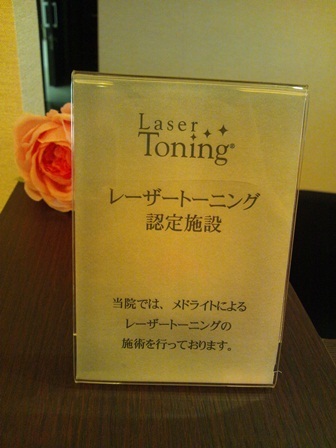 Laser
Toning®
レーザートーニング
認定施設
当院では、メドライトによる
レーザートーニングの
施術を行っております。